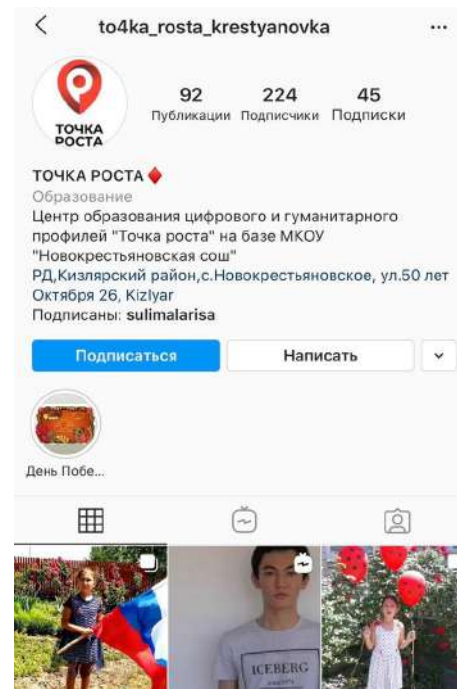 to4ka_rosta_krestyanovka
ТОЧКА
РОСТА
92 224 45
Публикации Подписчики Подписки
ТОЧКА РОСТА
Образование
Центр образования цифрового и гуманитарного
профилей "Точка роста" на базе МКОУ
"Новокрестьяновская сош"
РД,Кизлярский район,с.Новокрестьяновское, ул.50 лет
Октября 26, Kizlyar
Подписаны: sulimalarisa
Подписаться Написать
День Побе...
ICEBERG